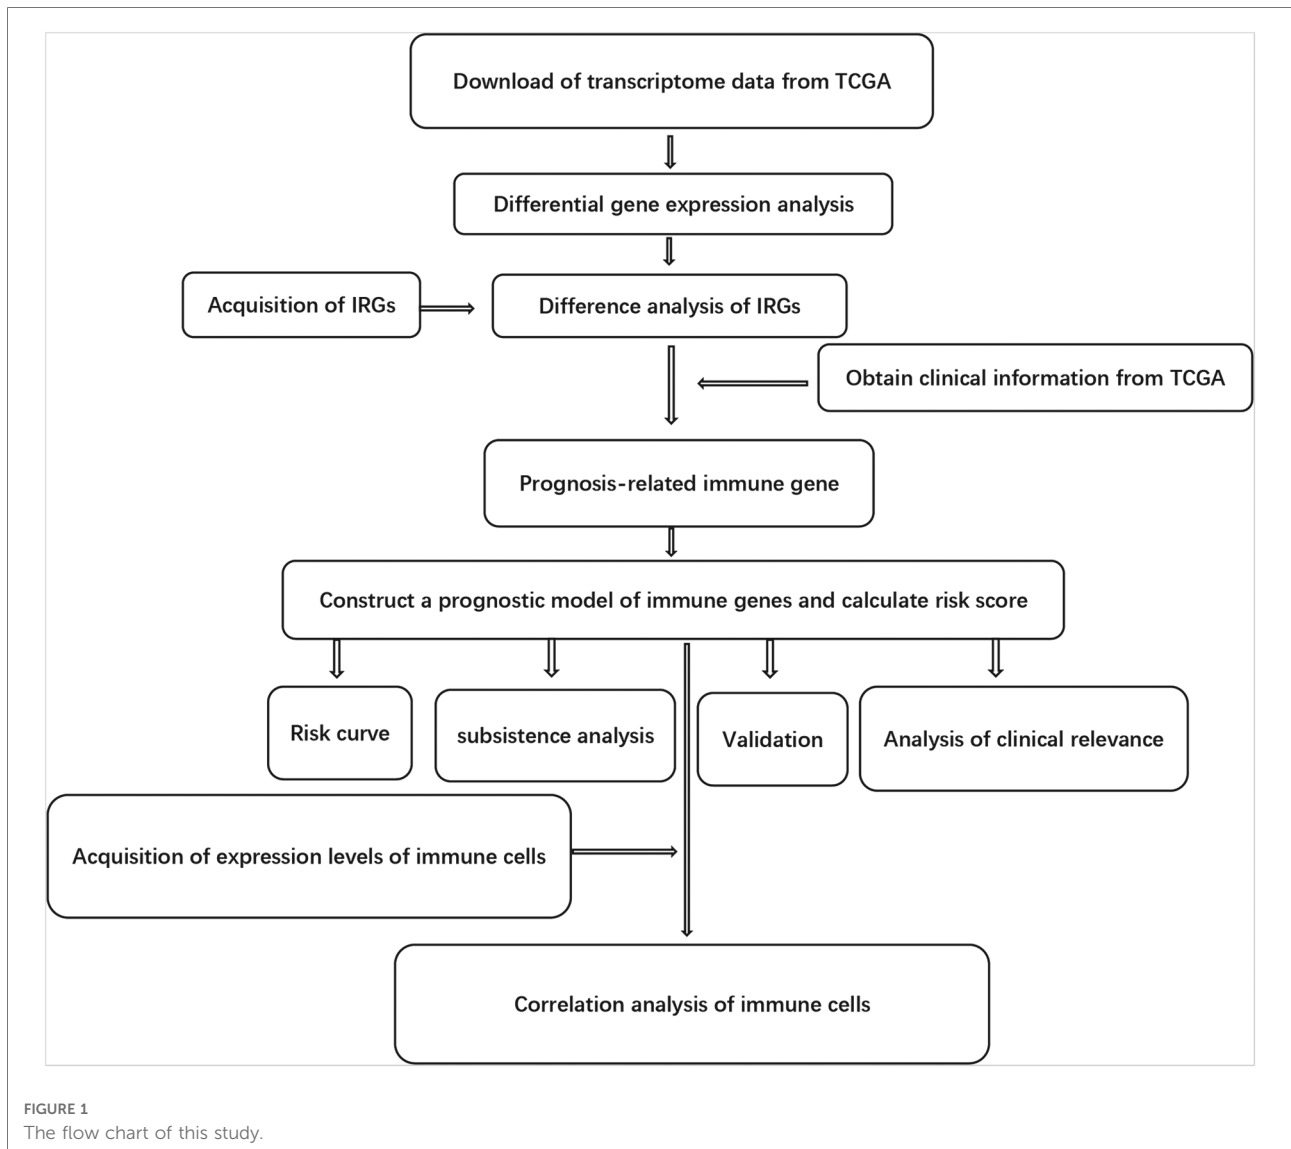 Download of transcriptome data from TCGA
Differential gene expression analysis
Acquisition of IRGs
Difference analysis of IRGs
Obtain clinical information from TCGA
Prognosis-related immune gene
Construct a prognostic model of immune genes and calculate risk score
Risk curve
subsistence analysis
Validation
Analysis of clinical relevance
Acquisition of expression levels of immune cells
Correlation analysis of immune cells
FIGURE 1
The flow chart of this study.